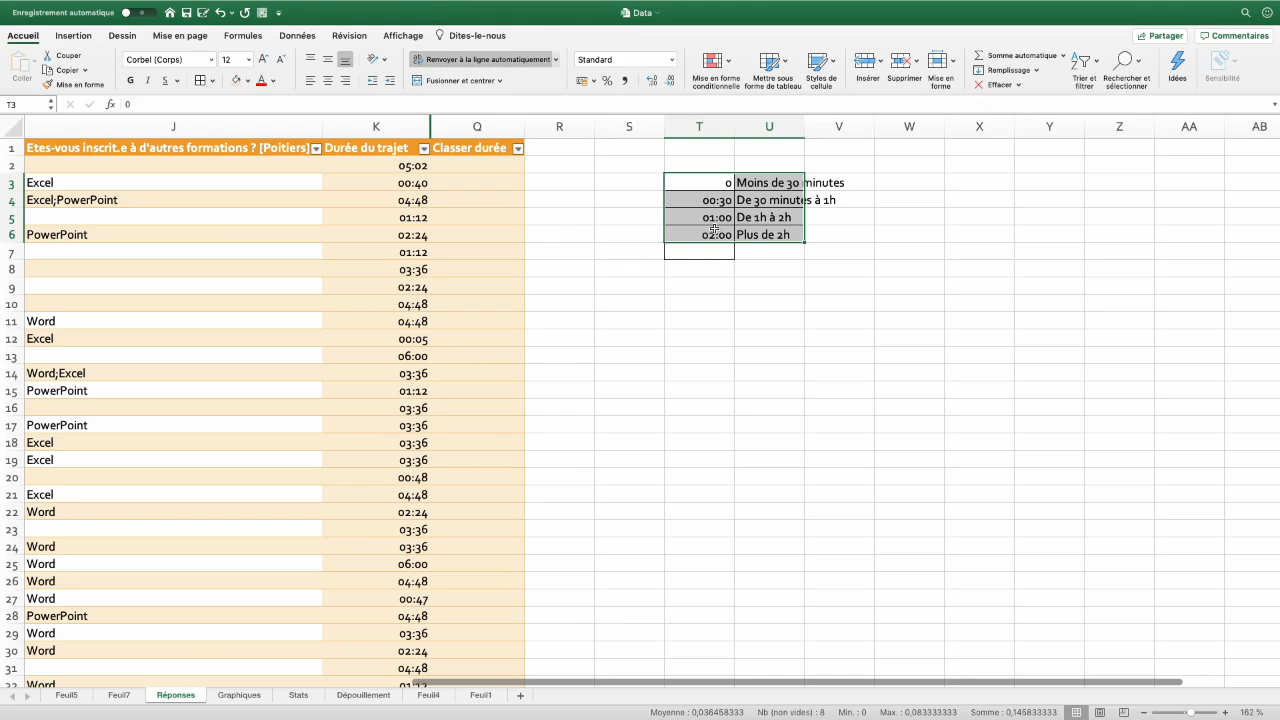 Enregistrement automatique
Data
Accueil Insertion Dessin Mise en page Formules Données Révision Affichage Dites-le-nous Partager Commentaires
Coller
Couper
Copier
Mise en forme
Corbel (Corps) 12
G I S
Renvoyer à la ligne automatiquement
Fusionner et centrer
Standard
Mise en forme conditionnelle
Mettre sous forme de tableau
Styles de cellule
Insérer
Supprimer
Mise en forme
Somme automatique
Remplissage
Effacer
Trier et filtrer
Rechercher et sélectionner
Idées
Sensibilité
T3 fx 0
J K Q R S T U V W X Y Z AA AB
1 Etes-vous inscrit.e à d'autres formations ? [Poitiers] Durée du trajet Classer durée
2 05:02
3 Excel 00:40 0 Moins de 30 minutes
4 Excel;PowerPoint 04:48 00:30 De 30 minutes à 1h
5 01:12 01:00 De 1h à 2h
6 PowerPoint 02:24 02:00 Plus de 2h
7 01:12
8 03:36
9 02:24
10 04:48
11 Word 04:48
12 Excel 00:05
13 06:00
14 Word;Excel 03:36
15 PowerPoint 01:12
16 03:36
17 PowerPoint 03:36
18 Excel 03:36
19 Excel 03:36
20 00:48
21 Excel 04:48
22 Word 02:24
23 03:36
24 Word 03:36
25 Word 06:00
26 Word 04:48
27 Word 00:47
28 PowerPoint 04:48
29 Word 03:36
30 Word 02:24
31 04:48
Feuil5 Feuil7 Réponses Graphiques Stats Dépouillement Feuil4 Feuil1
Moyenne : 0,036458333 Nb (non vides) : 8 Min. : 0 Max. : 0,083333333 Somme : 0,145833333 162 %